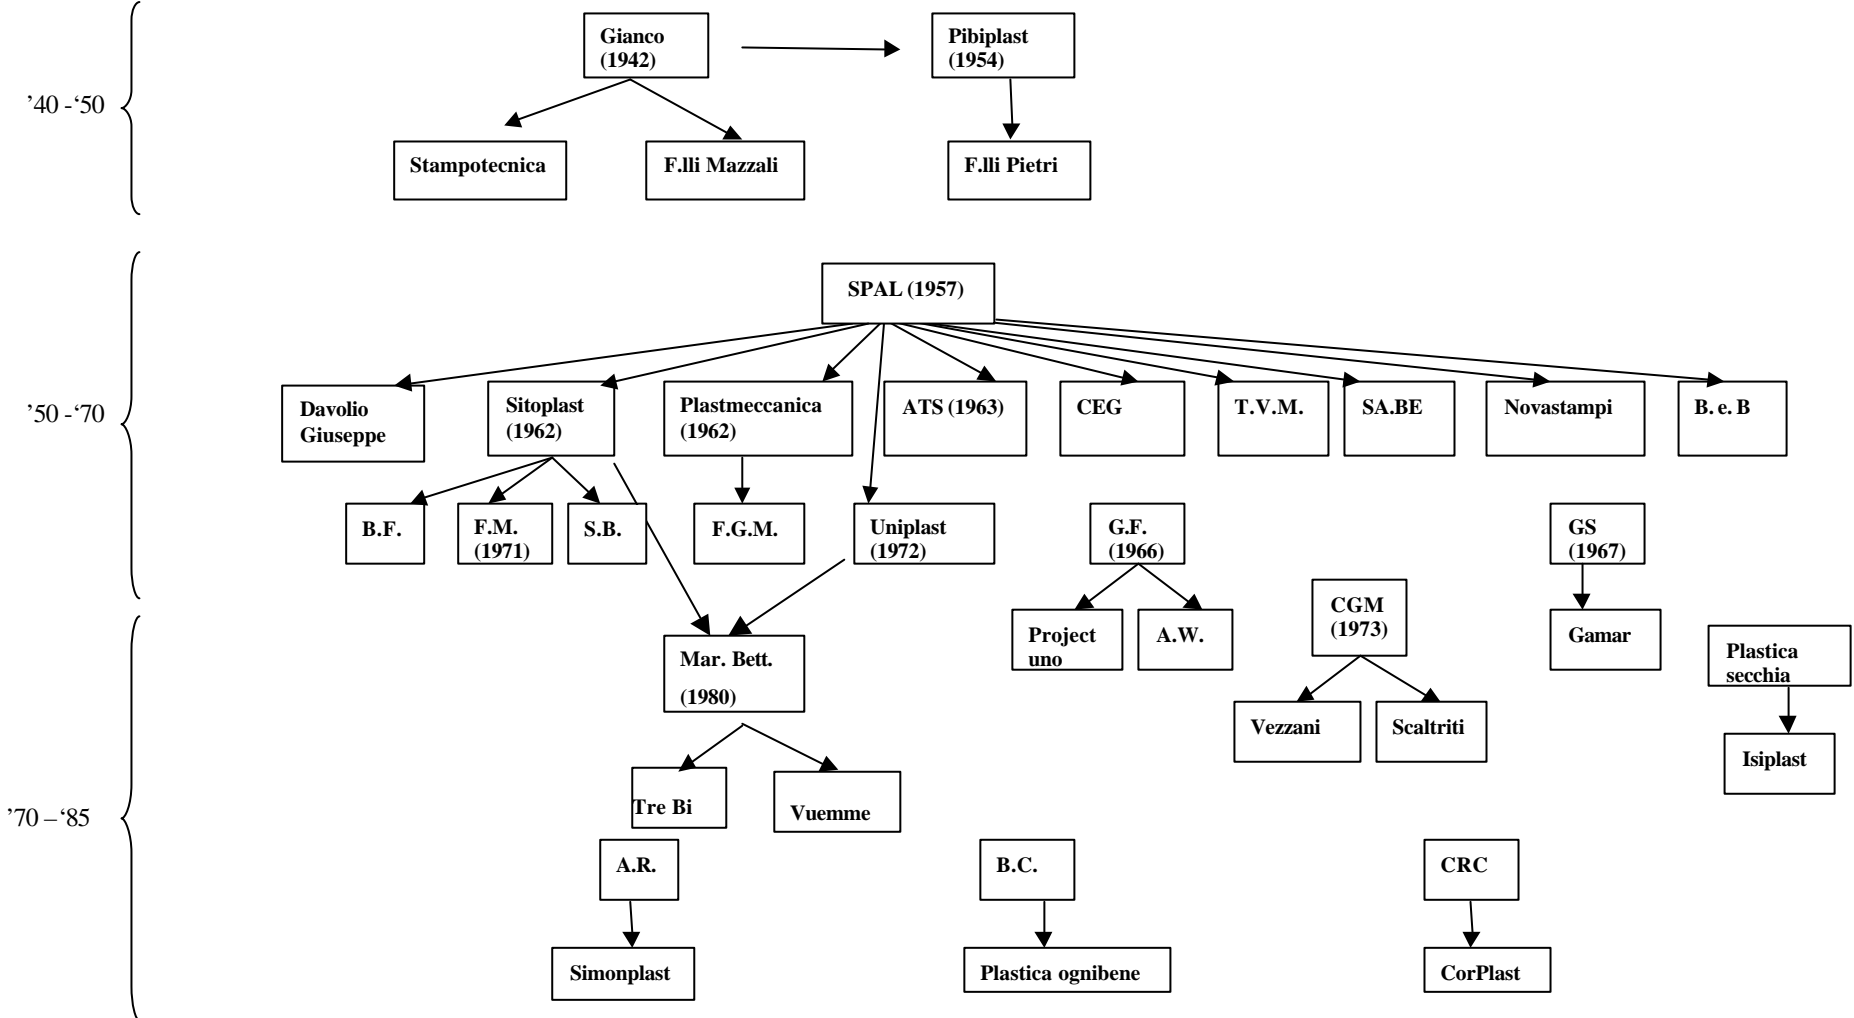 Gianco
(1942)
Pibiplast
(1954)
’40 -‘50
Stampotecnica
F.lli Mazzali
F.lli Pietri
SPAL (1957)
’50 -‘70
Davolio
Giuseppe
Sitoplast
(1962)
Plastmeccanica
(1962)
ATS (1963)
CEG
T.V.M.
SA.BE
Novastampi
B. e. B
B.F.
F.M.
(1971)
S.B.
F.G.M.
Uniplast
(1972)
G.F.
(1966)
GS
(1967)
Project
uno
A.W.
CGM
(1973)
Gamar
Mar. Bett.
(1980)
Plastica
secchia
Vezzani
Scaltriti
Isiplast
’70 –‘85
Tre Bi
Vuemme
A.R.
B.C.
CRC
Simonplast
Plastica ognibene
CorPlast